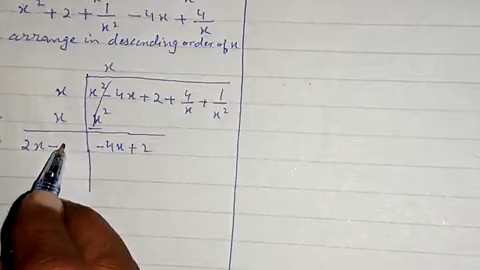 x² + 2 + 1/x² - 4x + 4/x
arrange in descending order of x
x
x x² - 4x + 2 + 4/x + 1/x²
x x²
2x - -4x + 2